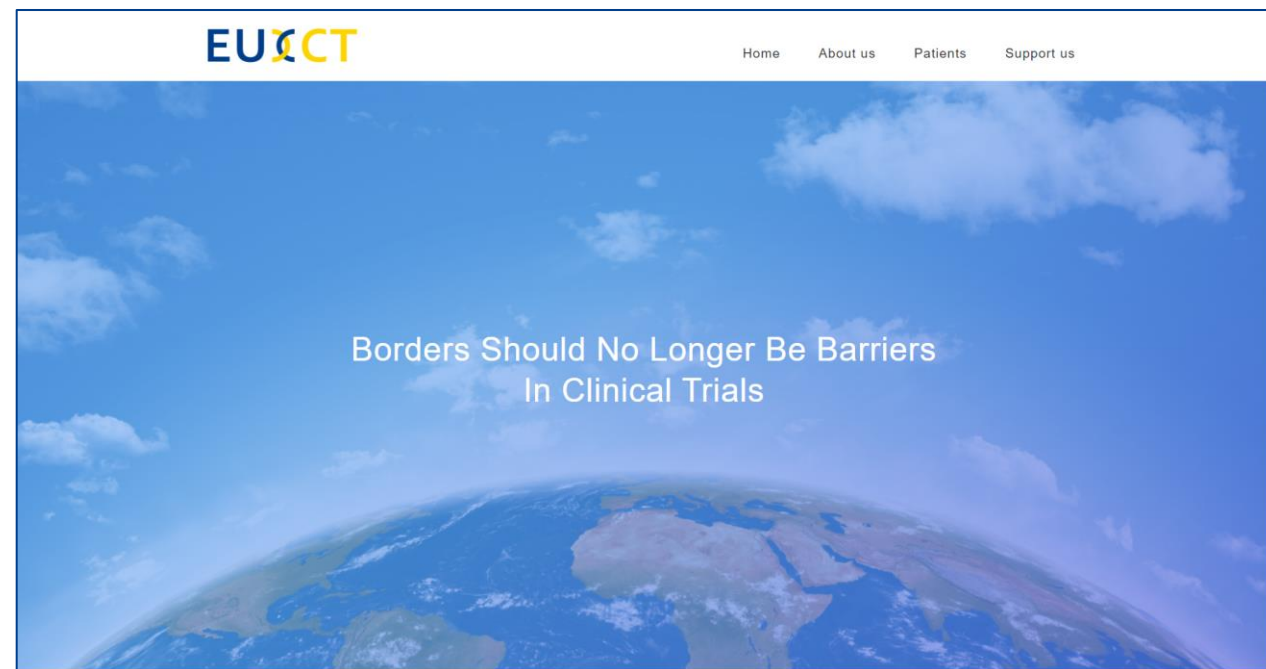 EUXCT
Home About us Patients Support us
Borders Should No Longer Be Barriers
In Clinical Trials